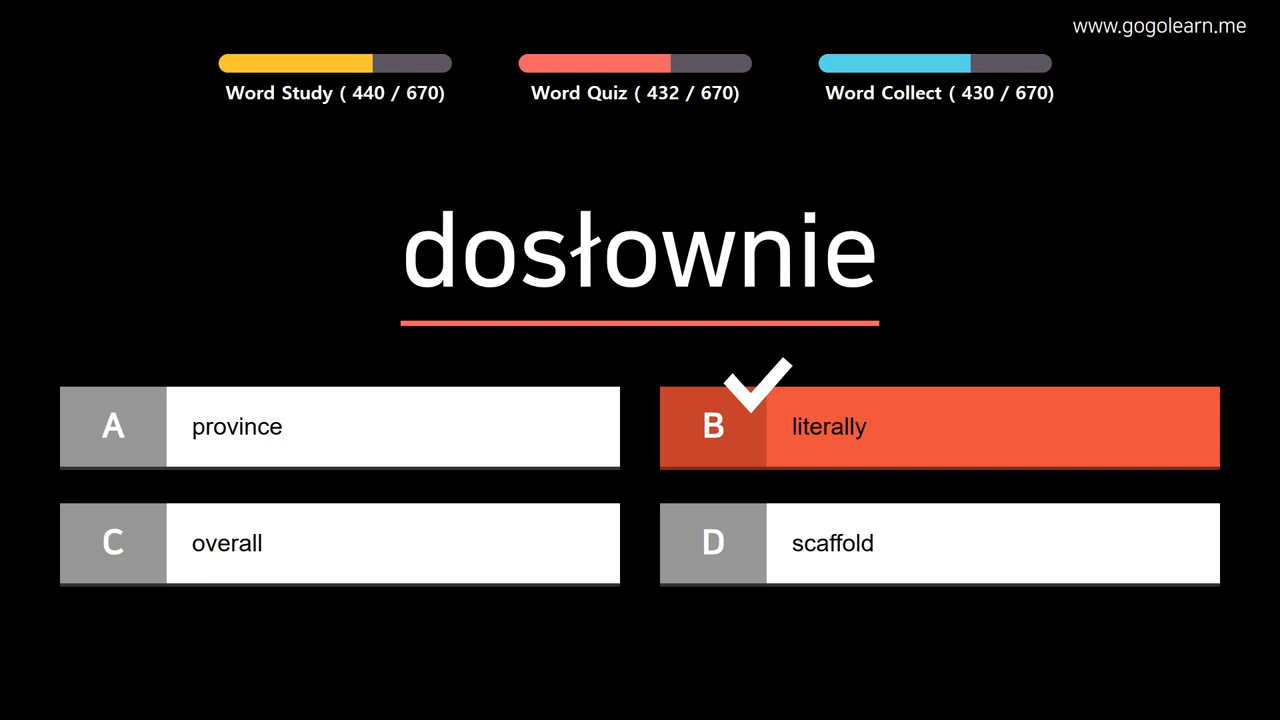 www.gogolearn.me
Word Study ( 440 / 670)
Word Quiz ( 432 / 670)
Word Collect ( 430 / 670)
dosłownie
A province
B literally
C overall
D scaffold